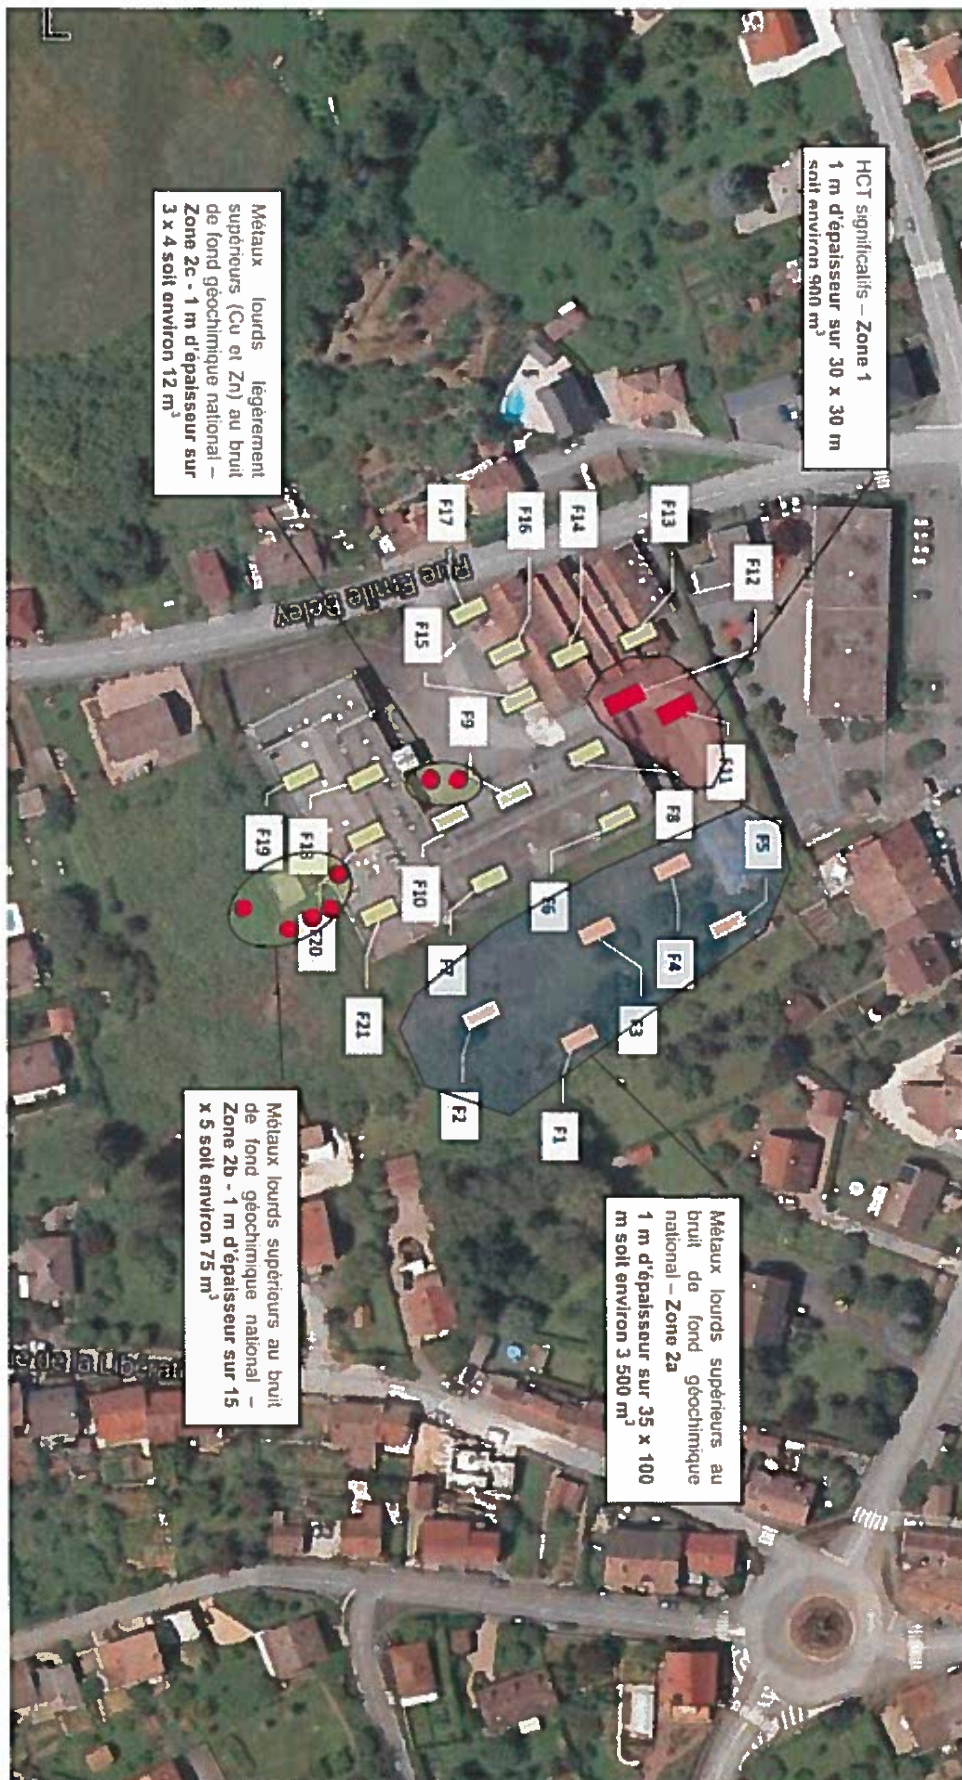 HCT significatifs – Zone 1
1 m d'épaisseur sur 30 x 30 m
soit environ 900 m³
Métaux lourds légèrement
supérieurs (Cu et Zn) au bruit
de fond géochimique national –
Zone 2c - 1 m d'épaisseur sur
3 x 4 soit environ 12 m³
Métaux lourds supérieurs au
bruit de fond géochimique
national – Zone 2a
1 m d'épaisseur sur 35 x 100
m soit environ 3 500 m³
Métaux lourds supérieurs au bruit
de fond géochimique national –
Zone 2b - 1 m d'épaisseur sur 15
x 5 soit environ 75 m³
F17
F16
F14
F13
F12
F15
F9
F11
F8
F5
F19
F18
F10
F7
F6
F4
F20
F21
F3
F2
F1
Rue Emile Beley